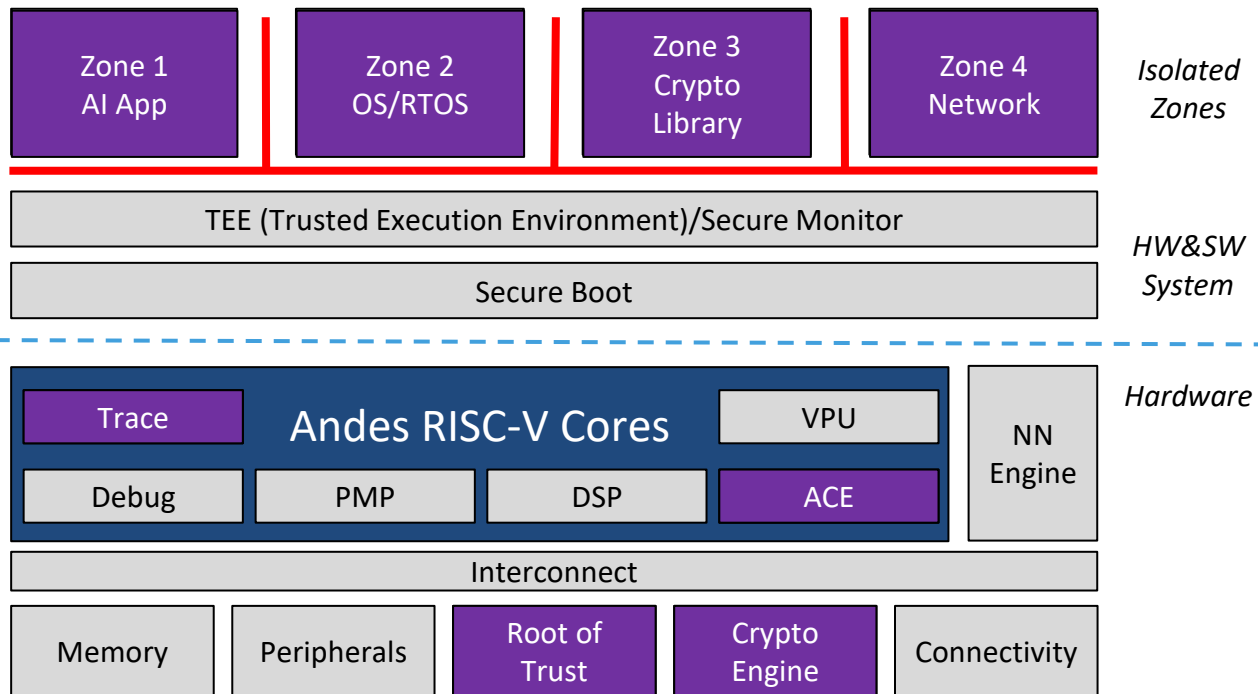 Zone 1
AI App
Zone 2
OS/RTOS
Zone 3
Crypto
Library
Zone 4
Network
Isolated
Zones
TEE (Trusted Execution Environment)/Secure Monitor
Secure Boot
HW&SW
System
Hardware
Trace
Andes RISC-V Cores
VPU
Debug
PMP
DSP
ACE
NN
Engine
Interconnect
Memory
Peripherals
Root of
Trust
Crypto
Engine
Connectivity